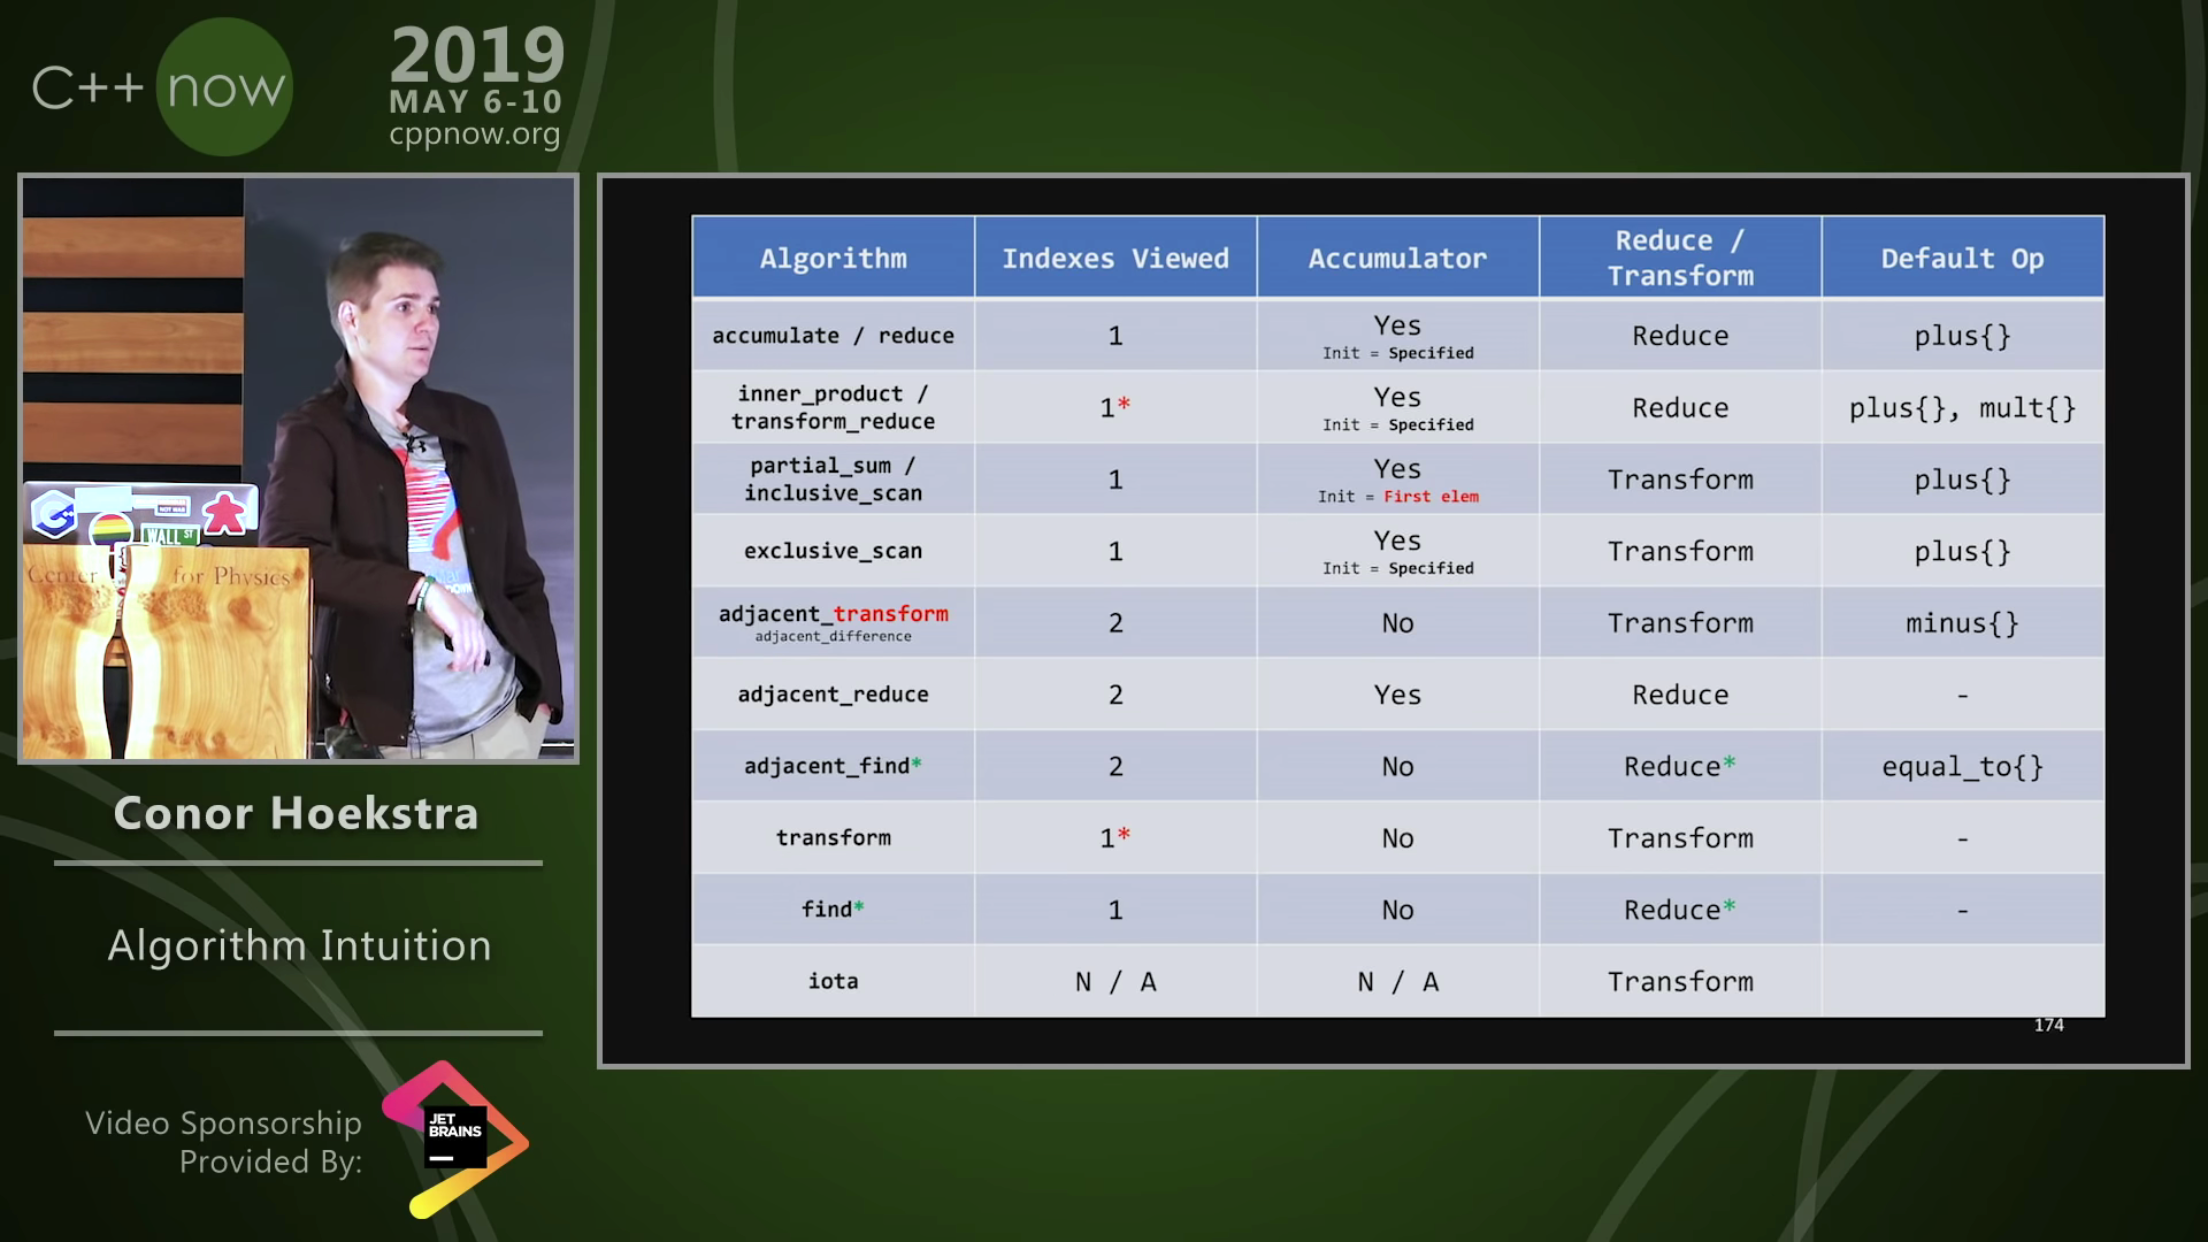 C++ now
2019
MAY 6-10
cppnow.org
NOT WAR
WALL ST
Center for Physics
Conor Hoekstra
Algorithm Intuition
Video Sponsorship
Provided By:
JET
BRAINS
Algorithm Indexes Viewed Accumulator Reduce / Transform Default Op
accumulate / reduce 1 Yes Init = Specified Reduce plus{}
inner_product / transform_reduce 1* Yes Init = Specified Reduce plus{}, mult{}
partial_sum / inclusive_scan 1 Yes Init = First elem Transform plus{}
exclusive_scan 1 Yes Init = Specified Transform plus{}
adjacent_transform adjacent_difference 2 No Transform minus{}
adjacent_reduce 2 Yes Reduce -
adjacent_find* 2 No Reduce* equal_to{}
transform 1* No Transform -
find* 1 No Reduce* -
iota N / A N / A Transform
174